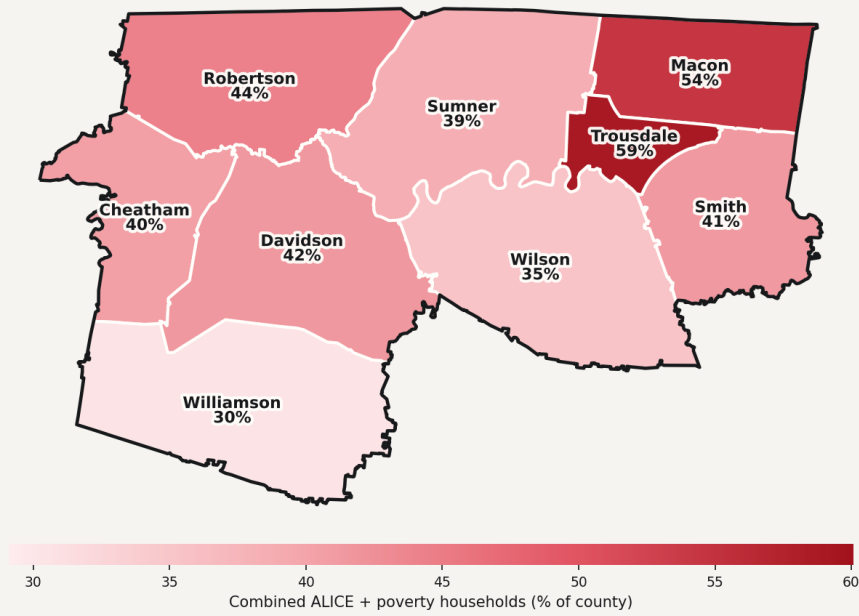 Robertson
44%
Macon
54%
Sumner
39%
Trousdale
59%
Cheatham
40%
Smith
41%
Davidson
42%
Wilson
35%
Williamson
30%
30 35 40 45 50 55 60
Combined ALICE + poverty households (% of county)